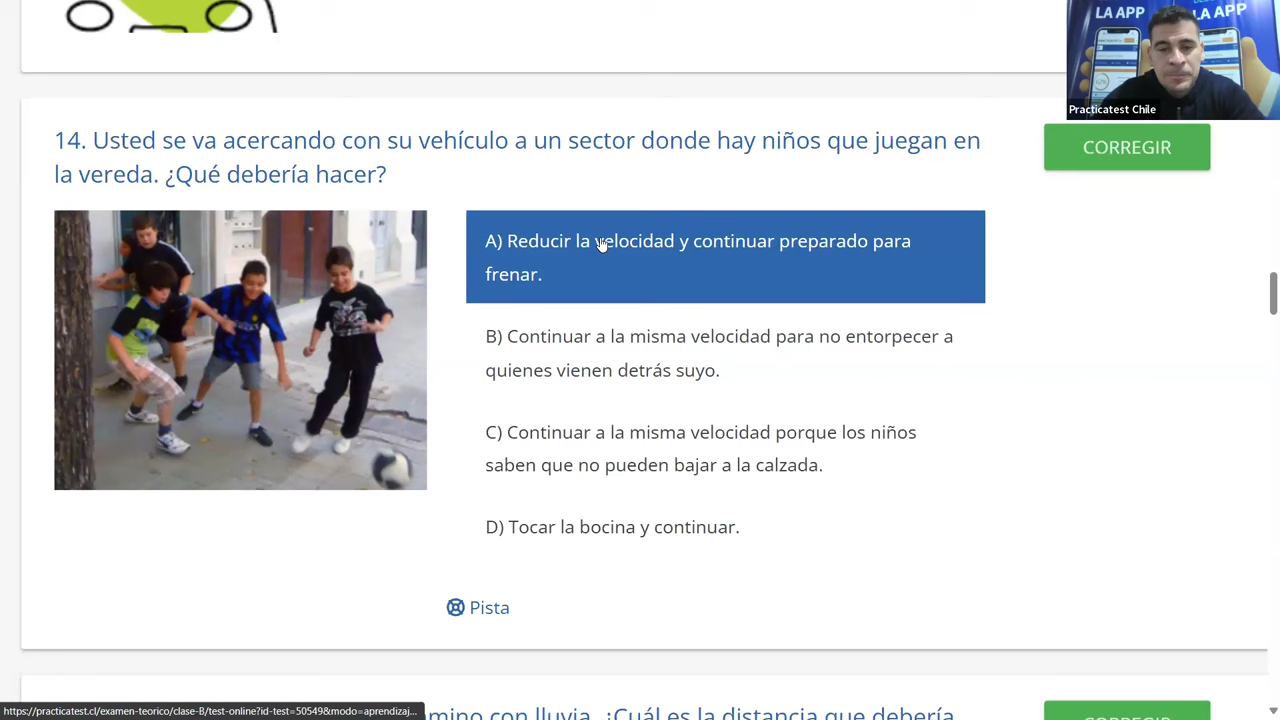 LA APP
LA APP
Practicatest Chile
14. Usted se va acercando con su vehículo a un sector donde hay niños que juegan en
la vereda. ¿Qué debería hacer?
CORREGIR
A) Reducir la velocidad y continuar preparado para
frenar.
B) Continuar a la misma velocidad para no entorpecer a
quienes vienen detrás suyo.
C) Continuar a la misma velocidad porque los niños
saben que no pueden bajar a la calzada.
D) Tocar la bocina y continuar.
Pista
https://practicatest.cl/examen-teorico/clase-B/test-online?id-test=50549&modo=aprendizaj...
mino con lluvia. ¿Cuál es la distancia que debería
CORREGIR